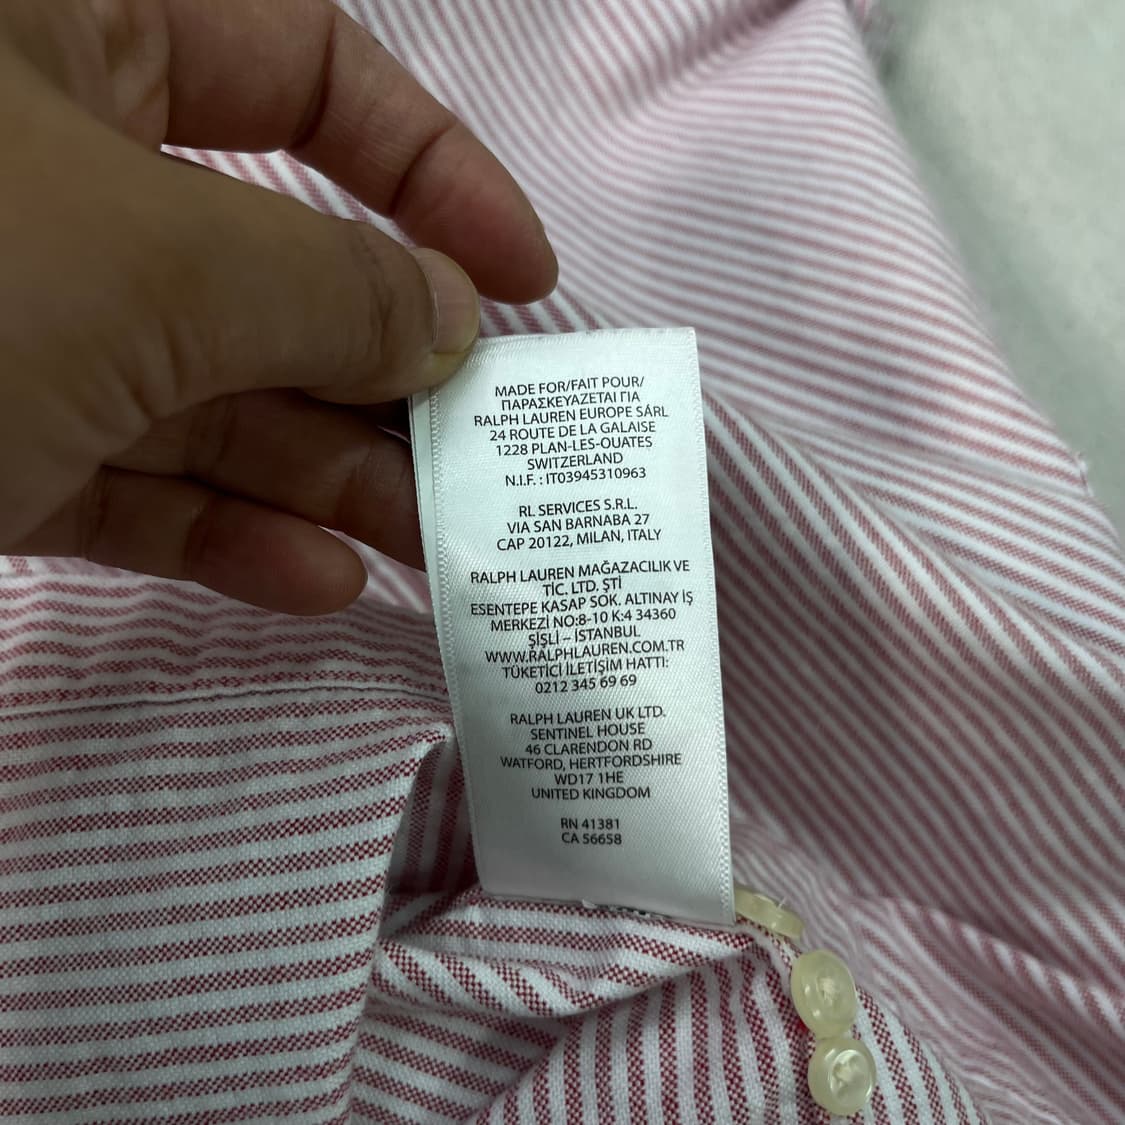 MADE FOR/FAIT POUR/
ΠΑΡΑΣΚΕΥΑΖΕΤΑΙ ΓΙΑ
RALPH LAUREN EUROPE SÁRL
24 ROUTE DE LA GALAISE
1228 PLAN-LES-OUATES
SWITZERLAND
N.I.F. : IT03945310963
RL SERVICES S.R.L.
VIA SAN BARNABA 27
CAP 20122, MILAN, ITALY
RALPH LAUREN MAĞAZACILIK VE
TİC. LTD. ŞTİ
ESENTEPE KASAP SOK. ALTINAY İŞ
MERKEZİ NO:8-10 K:4 34360
ŞİŞLİ – İSTANBUL
WWW.RALPHLAUREN.COM.TR
TÜKETİCİ İLETİŞİM HATTI:
0212 345 69 69
RALPH LAUREN UK LTD.
SENTINEL HOUSE
46 CLARENDON RD
WATFORD, HERTFORDSHIRE
WD17 1HE
UNITED KINGDOM
RN 41381
CA 56658